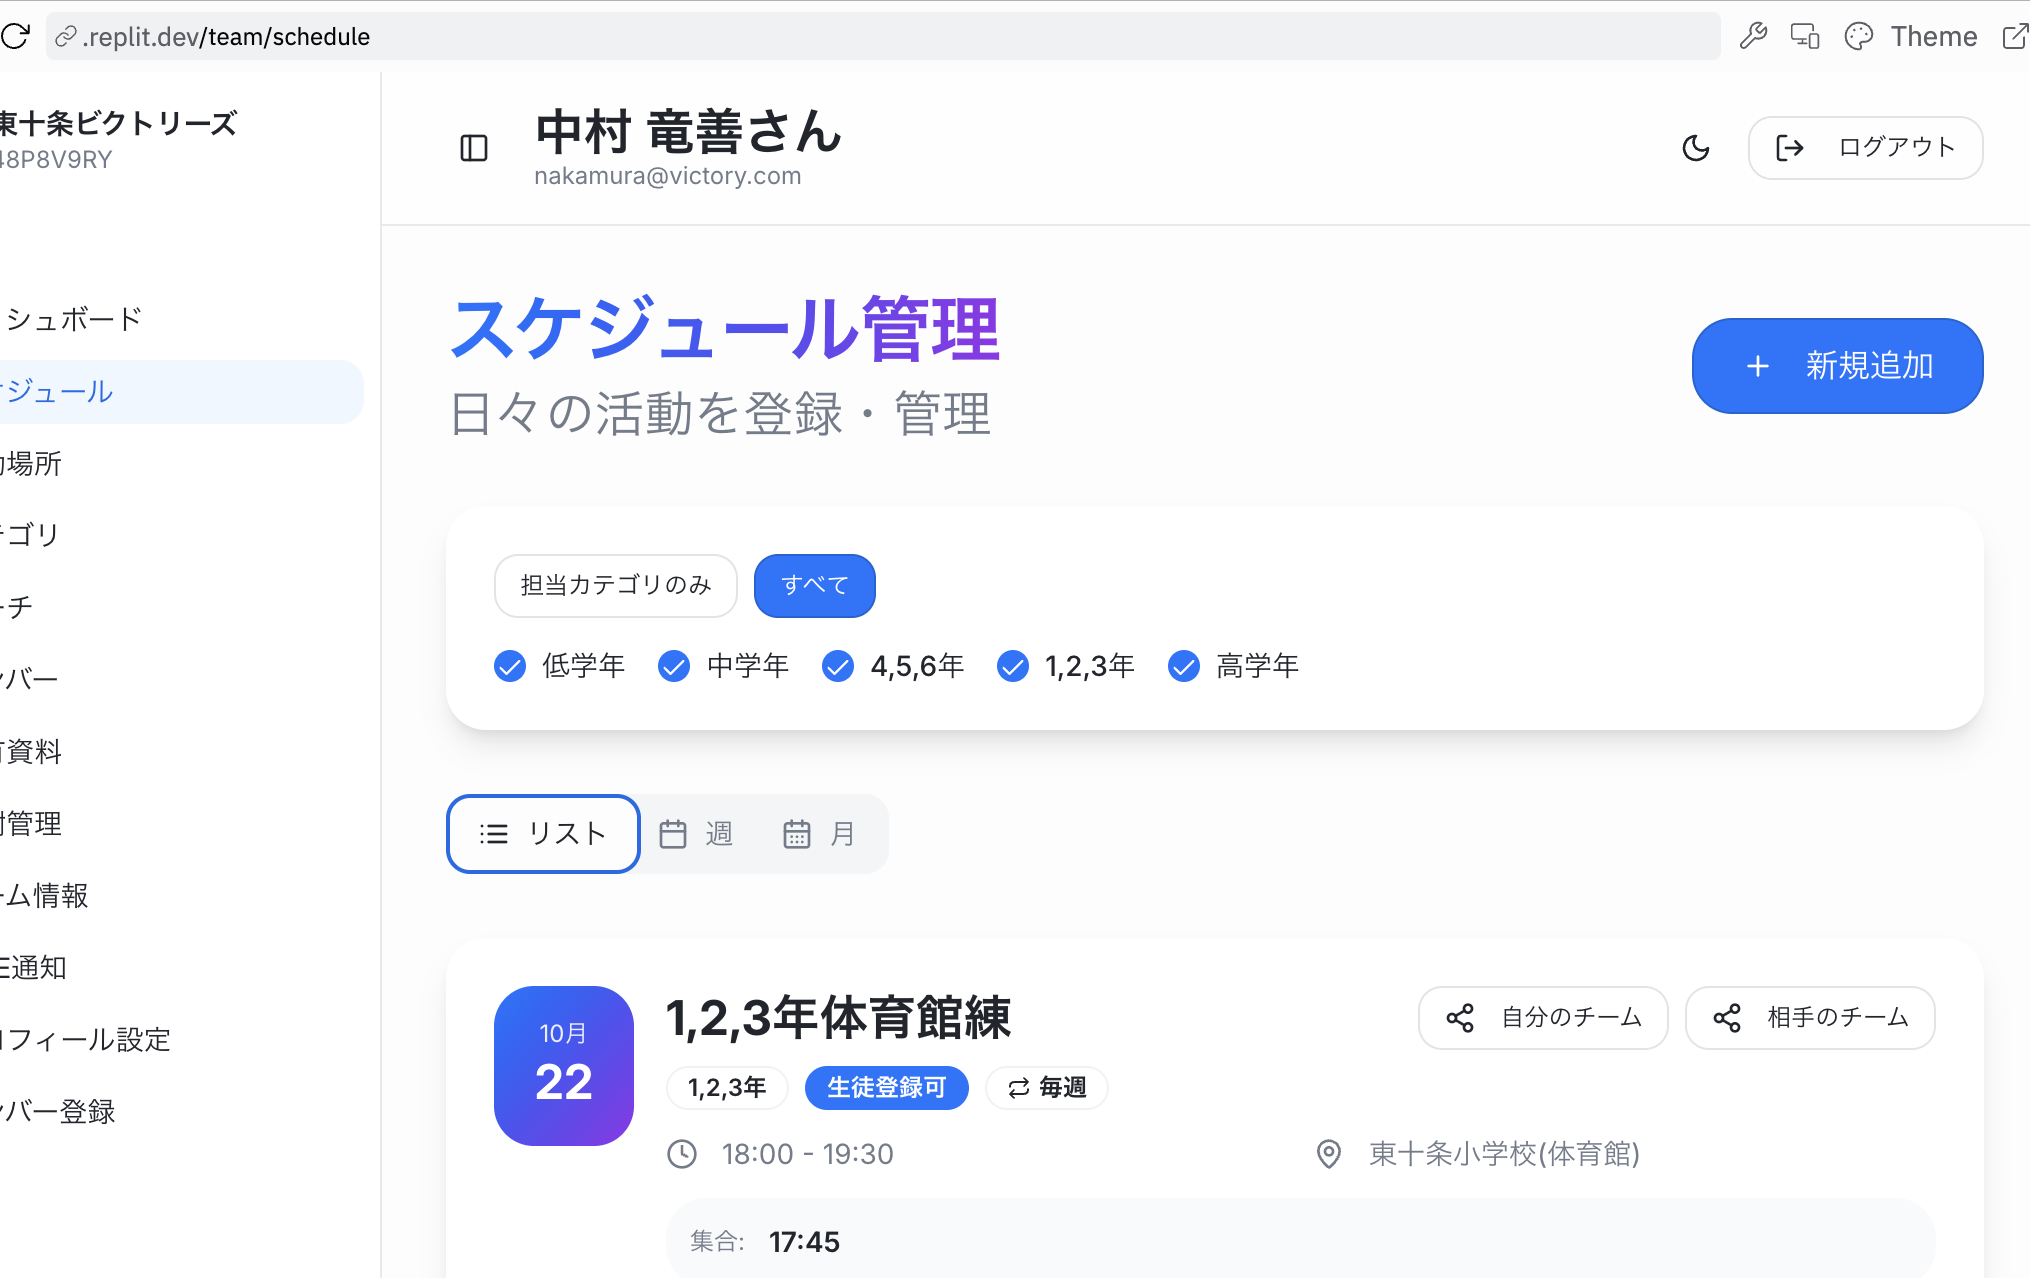 .replit.dev/team/schedule
Theme
東十条ビクトリーズ
48P8V9RY
シュボード
ジュール
場所
ゴリ
ーチ
バー
資料
管理
ーム情報
E通知
フィール設定
バー登録
中村 竜善さん
nakamura@victory.com
ログアウト
スケジュール管理
日々の活動を登録・管理
新規追加
担当カテゴリのみ すべて
低学年 中学年 4,5,6年 1,2,3年 高学年
リスト 週 月
10月
22
1,2,3年体育館練
自分のチーム 相手のチーム
1,2,3年 生徒登録可 毎週
18:00 - 19:30
東十条小学校(体育館)
集合: 17:45